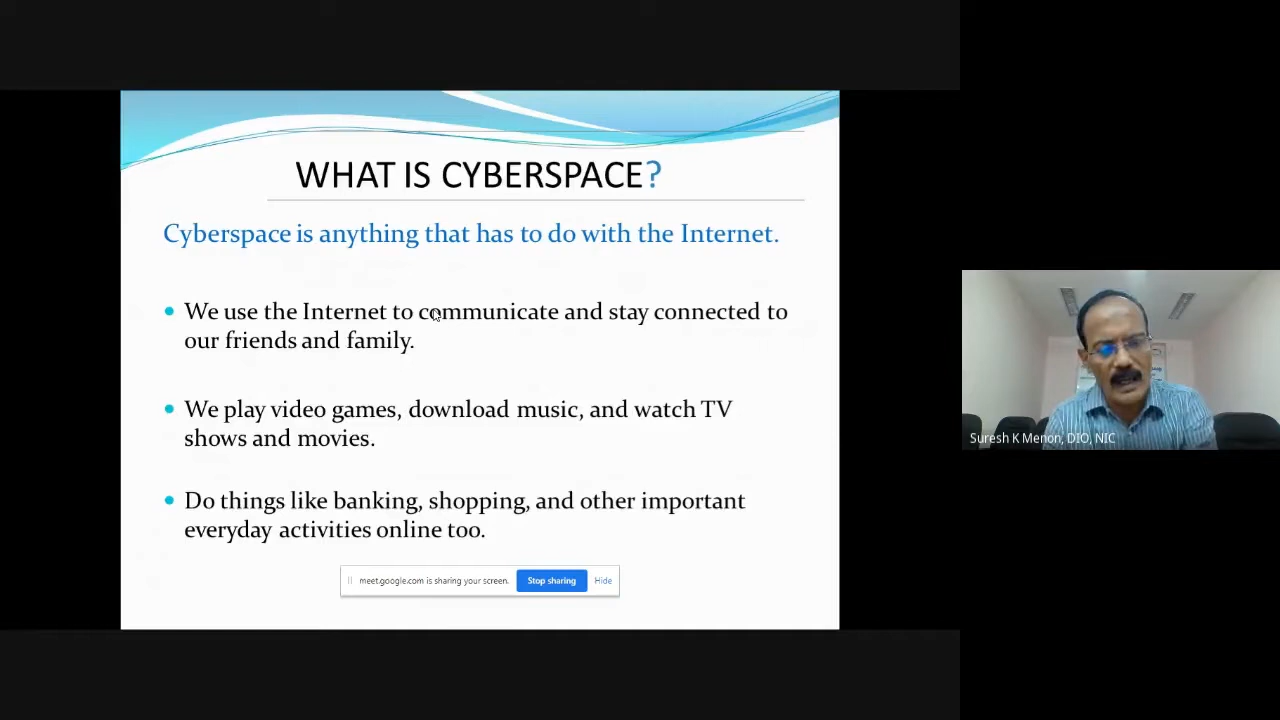 WHAT IS CYBERSPACE?
Cyberspace is anything that has to do with the Internet.
• We use the Internet to communicate and stay connected to
our friends and family.
• We play video games, download music, and watch TV
shows and movies.
• Do things like banking, shopping, and other important
everyday activities online too.
meet.google.com is sharing your screen. Stop sharing Hide
Suresh K Menon, DIO, NIC